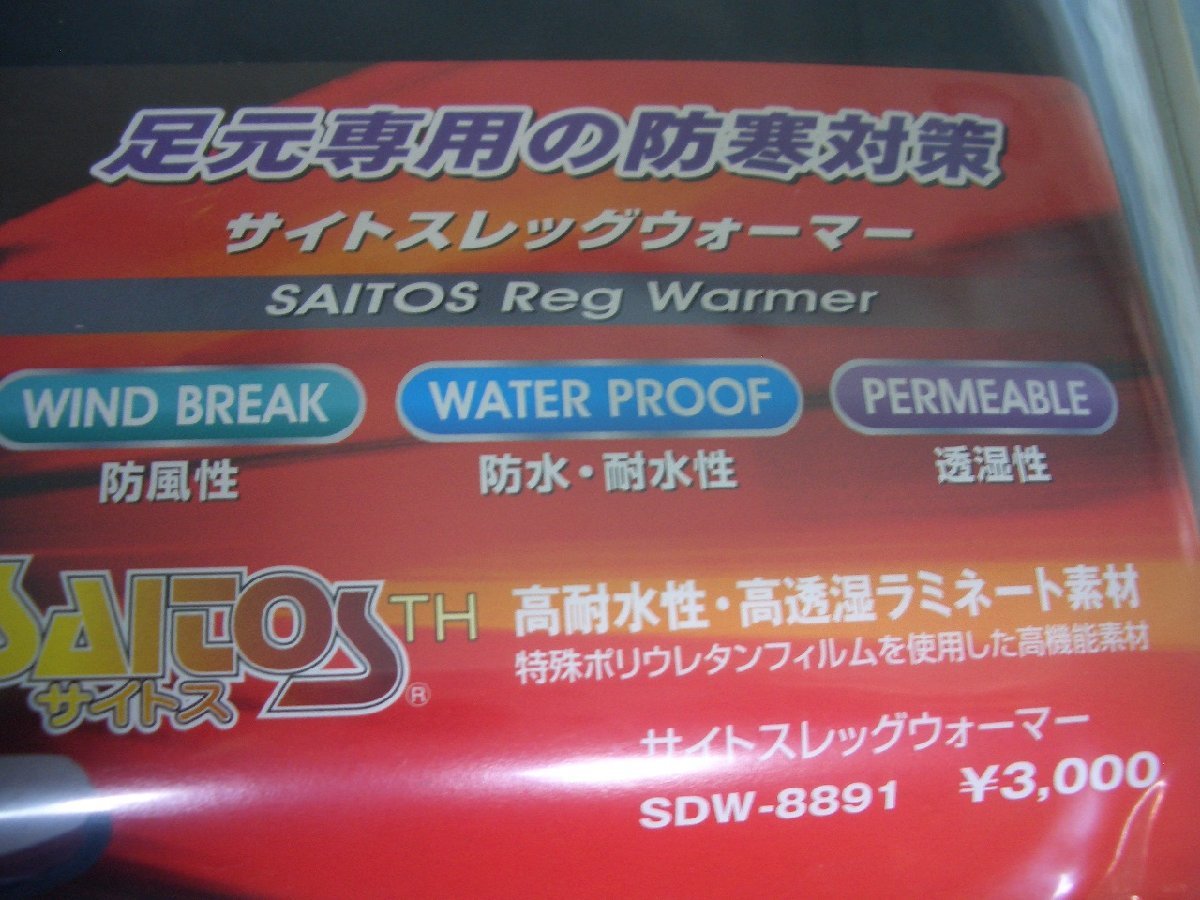 足元専用の防寒対策
サイトスレッグウォーマー
SAITOS Reg Warmer
WIND BREAK WATER PROOF PERMEABLE
防風性 防水・耐水性 透湿性
SAITOS TH
サイトス ®
高耐水性・高透湿ラミネート素材
特殊ポリウレタンフィルムを使用した高機能素材
サイトスレッグウォーマー
SDW-8891 ¥3,000